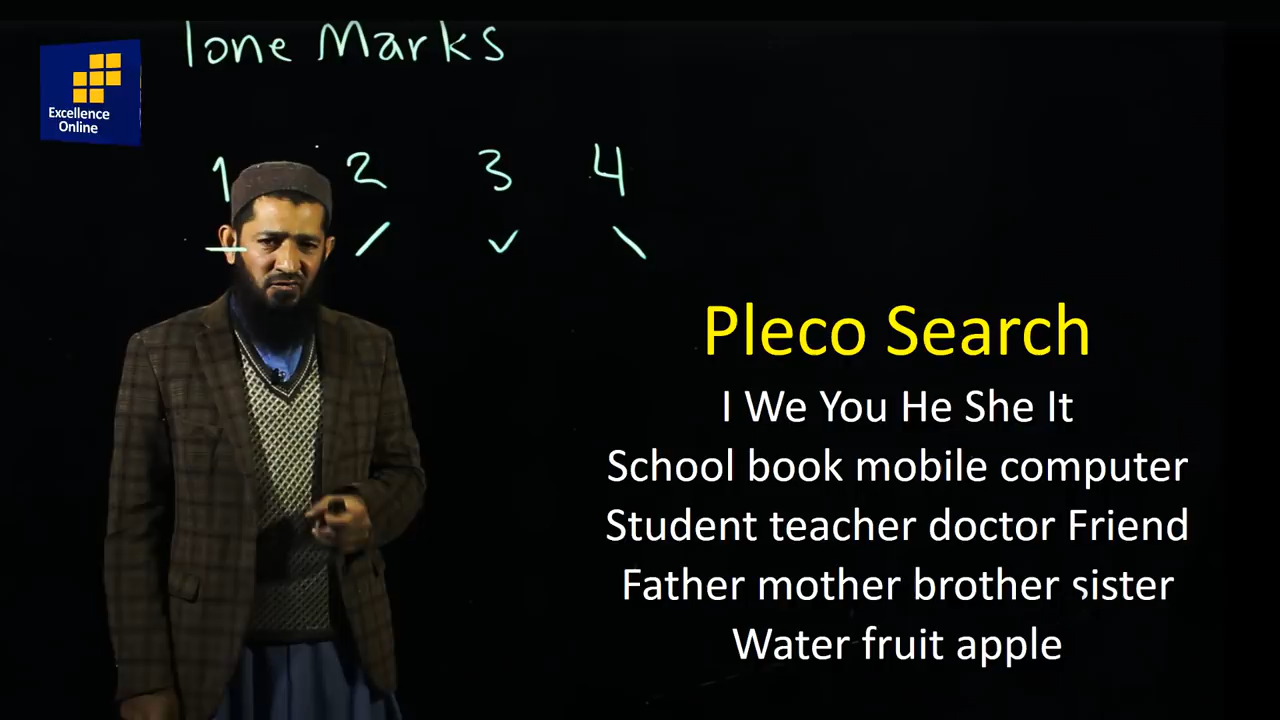 Tone Marks
Excellence
Online
1 2 3 4
Pleco Search
I We You He She It
School book mobile computer
Student teacher doctor Friend
Father mother brother sister
Water fruit apple